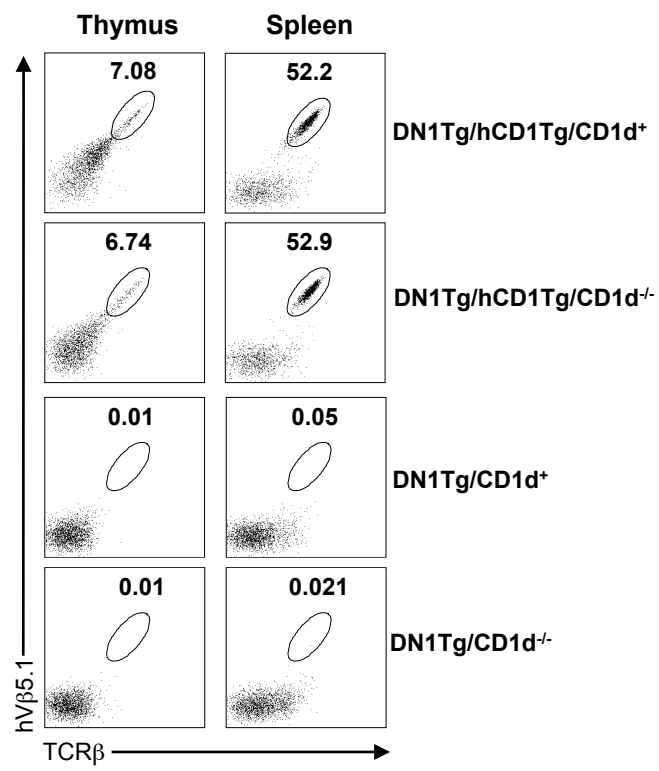 Thymus Spleen
7.08 52.2
DN1Tg/hCD1Tg/CD1d⁺
6.74 52.9
DN1Tg/hCD1Tg/CD1d⁻/⁻
0.01 0.05
DN1Tg/CD1d⁺
0.01 0.021
DN1Tg/CD1d⁻/⁻
hVβ5.1
TCRβ